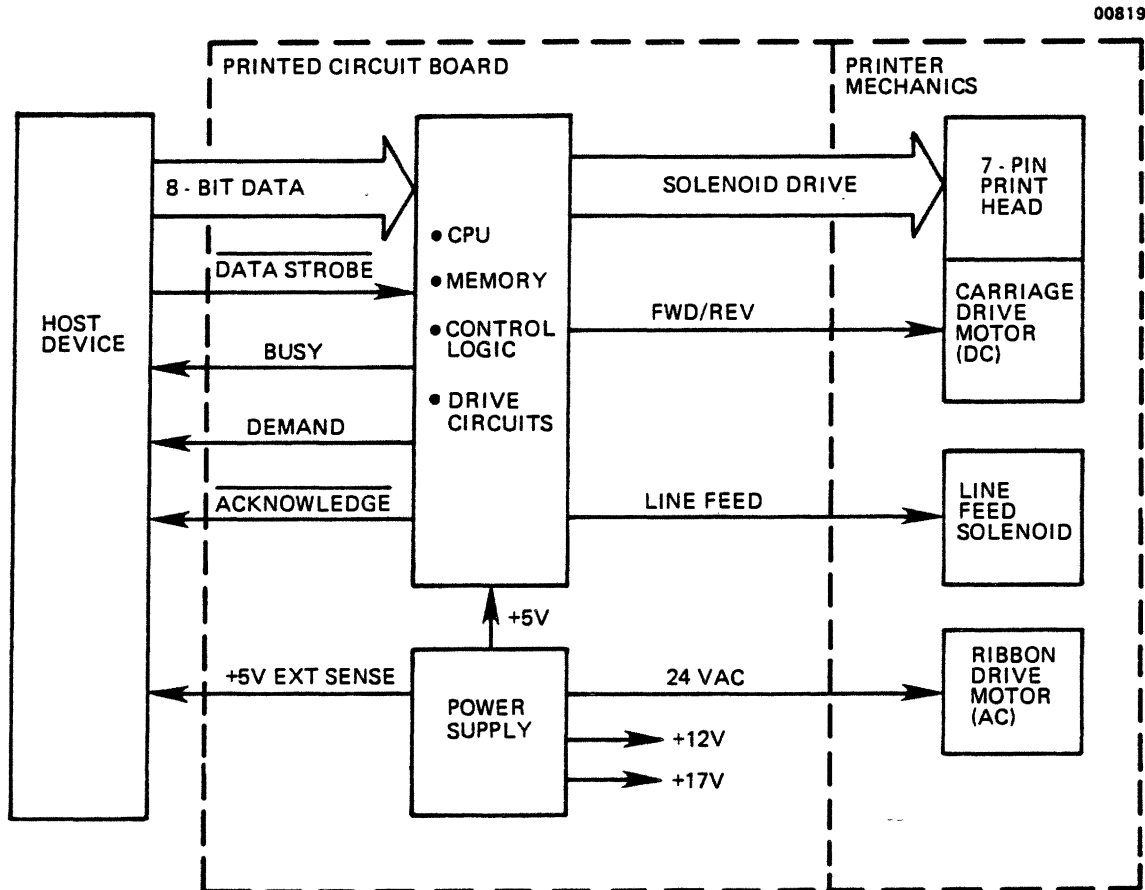 00819
PRINTED CIRCUIT BOARD
PRINTER
MECHANICS
HOST
DEVICE
8 - BIT DATA
DATA STROBE
BUSY
DEMAND
ACKNOWLEDGE
+5V EXT SENSE
• CPU
• MEMORY
• CONTROL
LOGIC
• DRIVE
CIRCUITS
+5V
POWER
SUPPLY
SOLENOID DRIVE
FWD/REV
LINE FEED
24 VAC
+12V
+17V
7 - PIN
PRINT
HEAD
CARRIAGE
DRIVE
MOTOR
(DC)
LINE
FEED
SOLENOID
RIBBON
DRIVE
MOTOR
(AC)